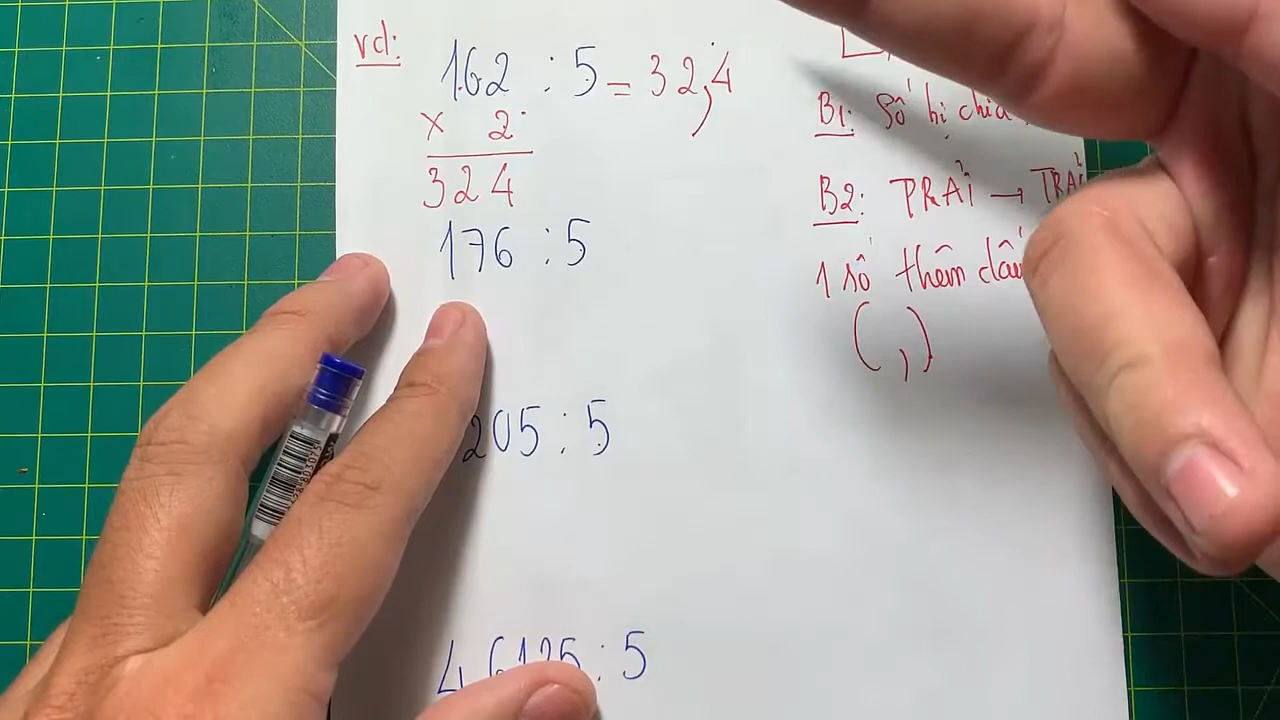 vd:
162 : 5 = 32,4
x 2
324
176 : 5
205 : 5
: 5
B1: Số bị chia
B2: PHẢI →
1 số thêm dấu
( , )